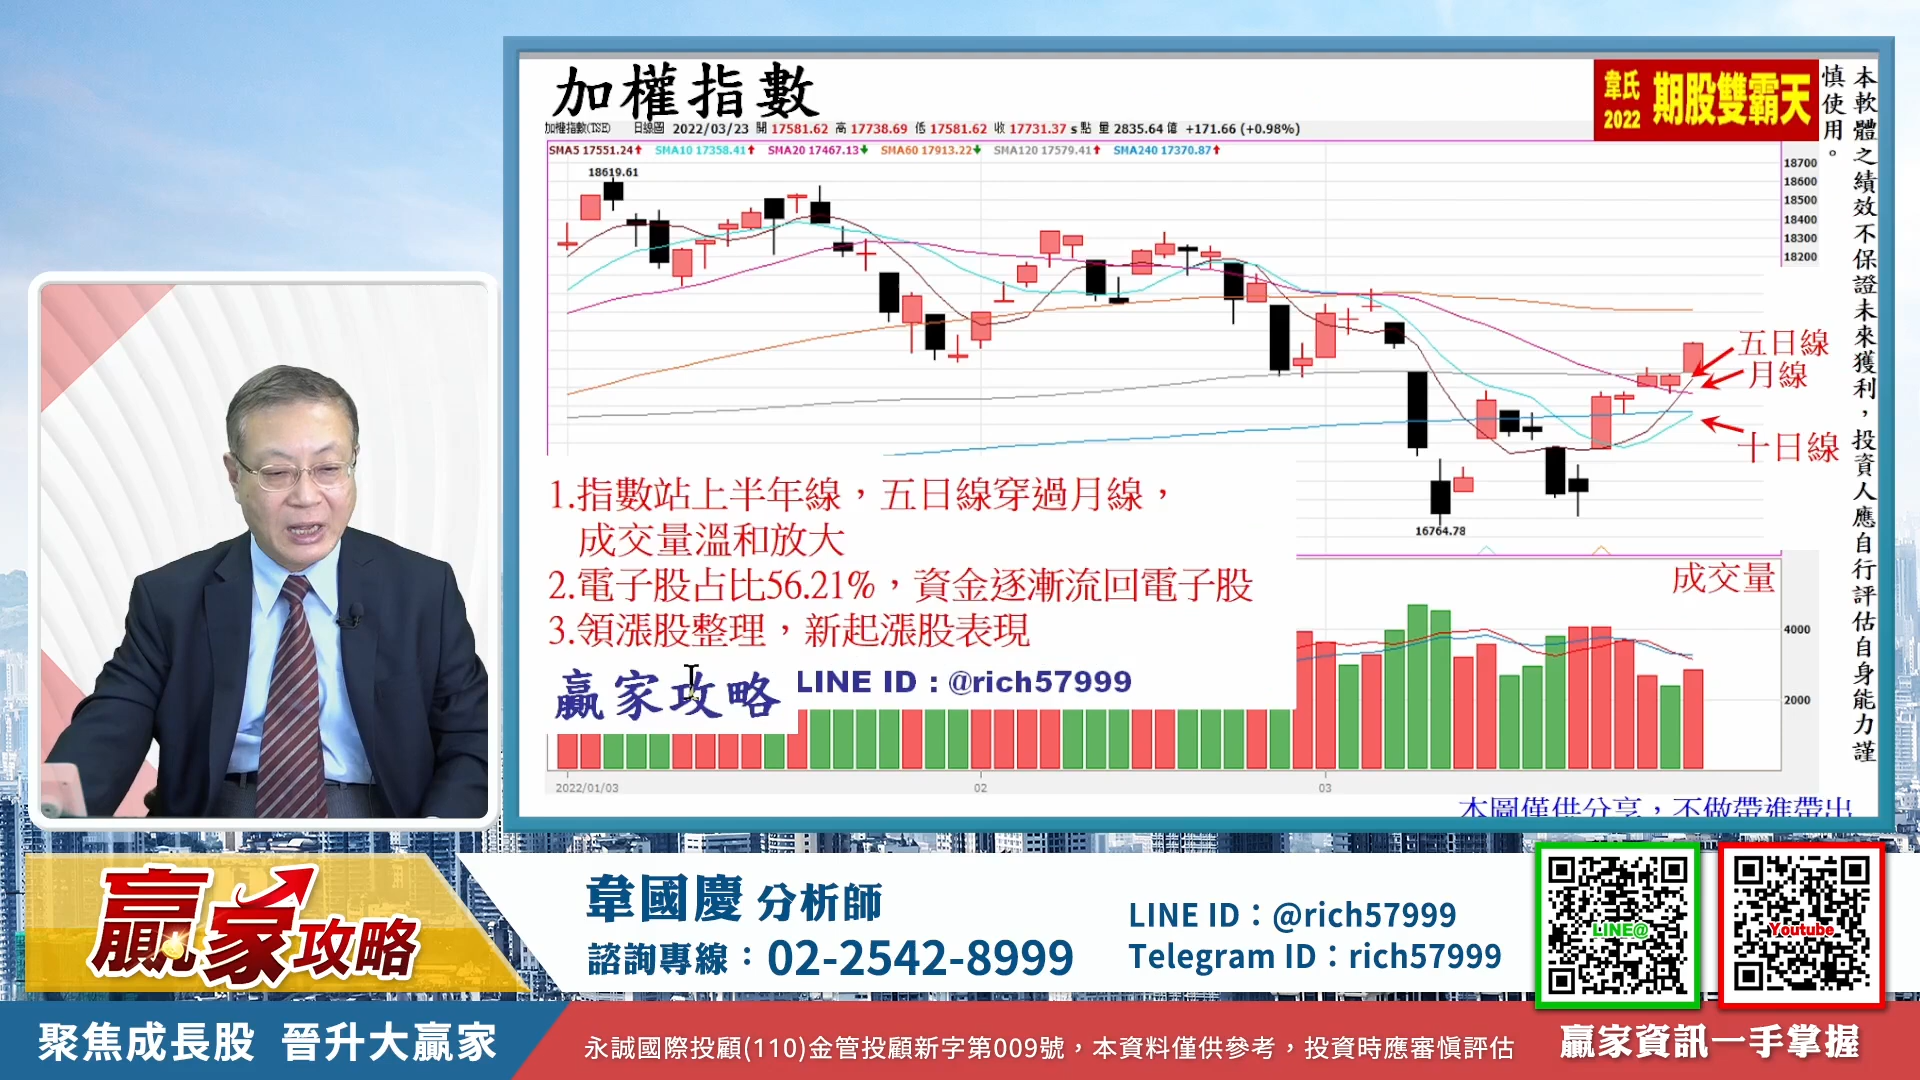 加權指數
韋氏
2022
期股雙霸天
本軟體之績效不保證未來獲利，投資人應自行評估自身能力謹
慎使用。
加權指數(TSE) 日線圖 2022/03/23 開 17581.62 高 17738.69 低 17581.62 收 17731.37 s點 量 2835.64 億 +171.66 (+0.98%)
SMA5 17551.24↑ SMA10 17358.41↑ SMA20 17467.13↓ SMA60 17913.22↓ SMA120 17579.41↑ SMA240 17370.87↑
18619.61
18700
18600
18500
18400
18300
18200
五日線
月線
十日線
16764.78
1.指數站上半年線，五日線穿過月線，
成交量溫和放大
2.電子股占比56.21%，資金逐漸流回電子股
3.領漲股整理，新起漲股表現
贏家攻略 LINE ID：@rich57999
成交量
4000
2000
2022/01/03
02
03
本圖僅供分享，不做帶進帶出
贏家攻略
韋國慶 分析師
諮詢專線：02-2542-8999
LINE ID：@rich57999
Telegram ID：rich57999
LINE@
Youtube
聚焦成長股 晉升大贏家
永誠國際投顧(110)金管投顧新字第009號，本資料僅供參考，投資時應審慎評估
贏家資訊一手掌握